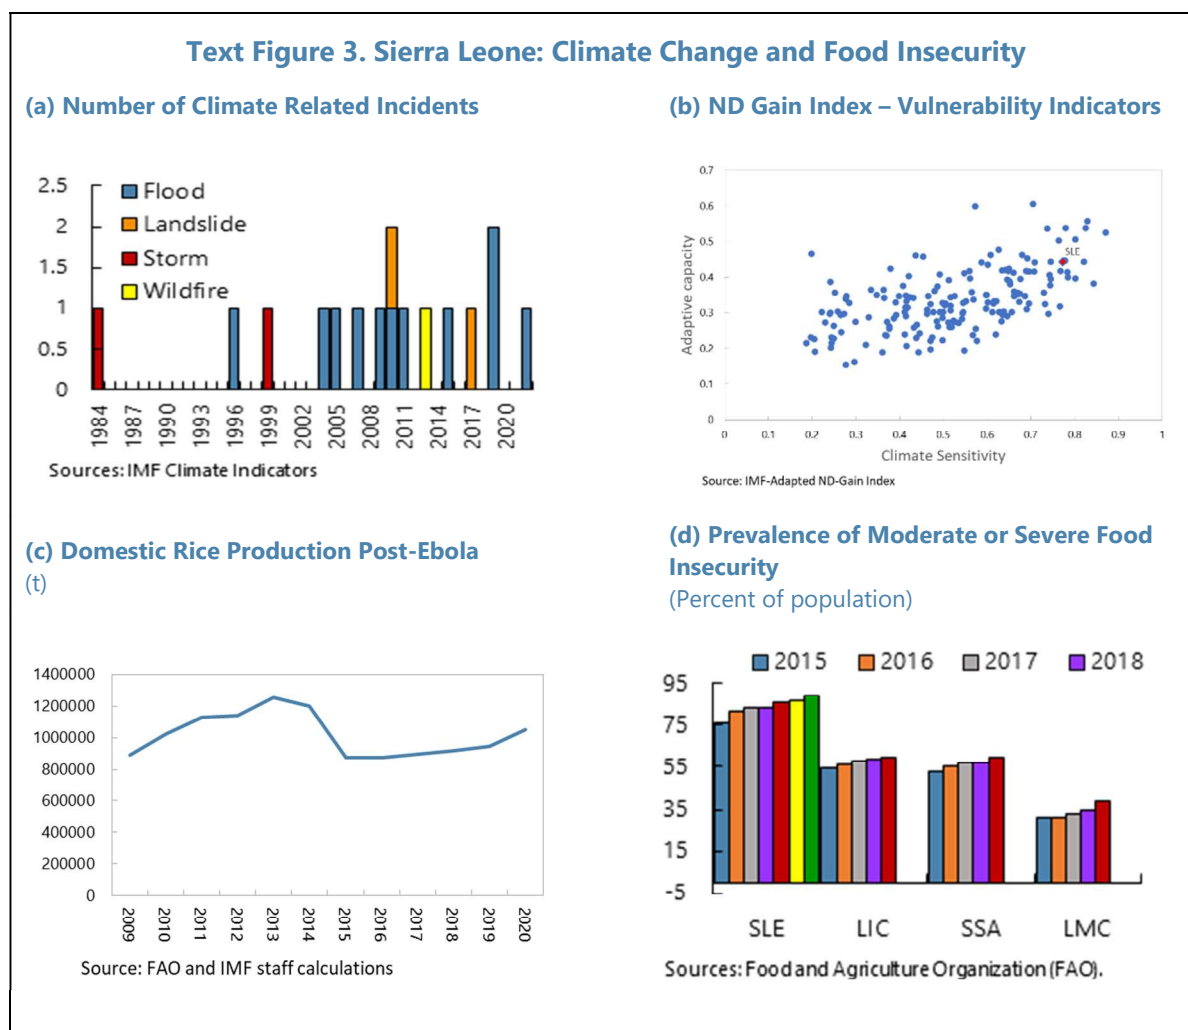 Text Figure 3. Sierra Leone: Climate Change and Food Insecurity
(a) Number of Climate Related Incidents
2.5
2
1.5
1
0.5
0
Flood
Landslide
Storm
Wildfire
1984
1987
1990
1993
1996
1999
2002
2005
2008
2011
2014
2017
2020
Sources: IMF Climate Indicators
(b) ND Gain Index – Vulnerability Indicators
0.7
0.6
0.5
0.4
0.3
0.2
0.1
0
Adaptive capacity
SLE
0 0.1 0.2 0.3 0.4 0.5 0.6 0.7 0.8 0.9 1
Climate Sensitivity
Source: IMF-Adapted ND-Gain Index
(c) Domestic Rice Production Post-Ebola
(t)
1400000
1200000
1000000
800000
600000
400000
200000
0
2009
2010
2011
2012
2013
2014
2015
2016
2017
2018
2019
2020
Source: FAO and IMF staff calculations
(d) Prevalence of Moderate or Severe Food
Insecurity
(Percent of population)
2015 2016 2017 2018
95
75
55
35
15
-5
SLE LIC SSA LMC
Sources: Food and Agriculture Organization (FAO).